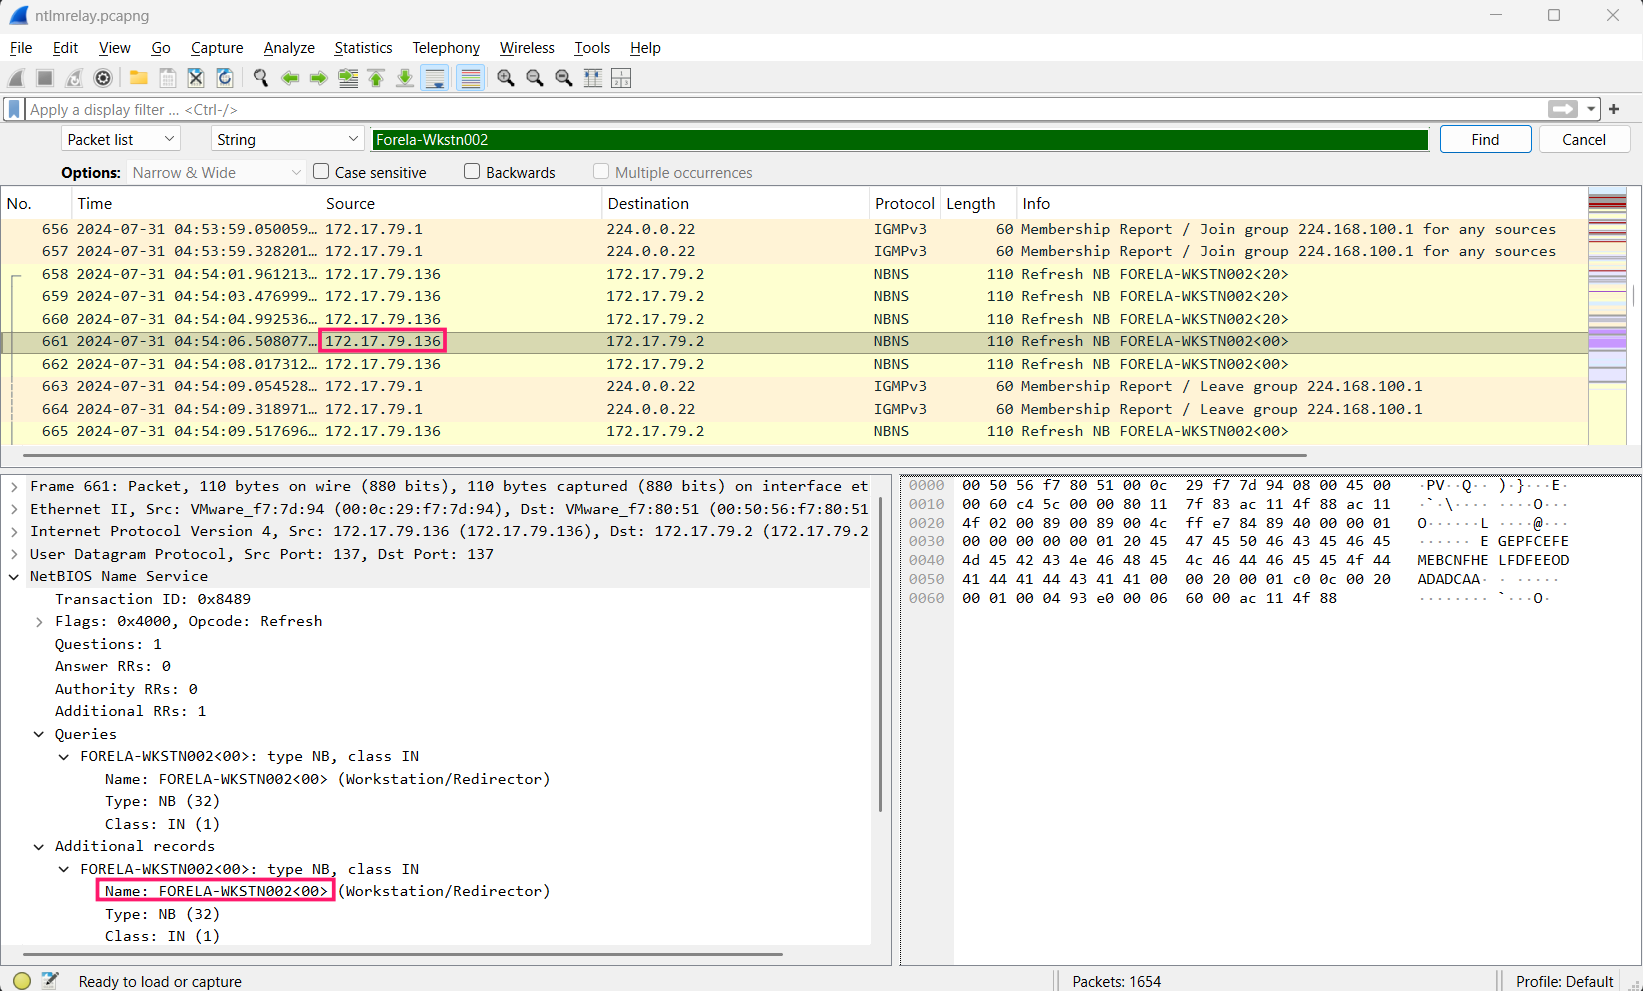 ntlmrelay.pcapng
File Edit View Go Capture Analyze Statistics Telephony Wireless Tools Help
Apply a display filter … <Ctrl-/>
Packet list String Forela-Wkstn002 Find Cancel
Options: Narrow & Wide Case sensitive Backwards Multiple occurrences
No. Time Source Destination Protocol Length Info
656 2024-07-31 04:53:59.050059… 172.17.79.1 224.0.0.22 IGMPv3 60 Membership Report / Join group 224.168.100.1 for any sources
657 2024-07-31 04:53:59.328201… 172.17.79.1 224.0.0.22 IGMPv3 60 Membership Report / Join group 224.168.100.1 for any sources
658 2024-07-31 04:54:01.961213… 172.17.79.136 172.17.79.2 NBNS 110 Refresh NB FORELA-WKSTN002<20>
659 2024-07-31 04:54:03.476999… 172.17.79.136 172.17.79.2 NBNS 110 Refresh NB FORELA-WKSTN002<20>
660 2024-07-31 04:54:04.992536… 172.17.79.136 172.17.79.2 NBNS 110 Refresh NB FORELA-WKSTN002<20>
661 2024-07-31 04:54:06.508077… 172.17.79.136 172.17.79.2 NBNS 110 Refresh NB FORELA-WKSTN002<00>
662 2024-07-31 04:54:08.017312… 172.17.79.136 172.17.79.2 NBNS 110 Refresh NB FORELA-WKSTN002<00>
663 2024-07-31 04:54:09.054528… 172.17.79.1 224.0.0.22 IGMPv3 60 Membership Report / Leave group 224.168.100.1
664 2024-07-31 04:54:09.318971… 172.17.79.1 224.0.0.22 IGMPv3 60 Membership Report / Leave group 224.168.100.1
665 2024-07-31 04:54:09.517696… 172.17.79.136 172.17.79.2 NBNS 110 Refresh NB FORELA-WKSTN002<00>
Frame 661: Packet, 110 bytes on wire (880 bits), 110 bytes captured (880 bits) on interface et
Ethernet II, Src: VMware_f7:7d:94 (00:0c:29:f7:7d:94), Dst: VMware_f7:80:51 (00:50:56:f7:80:51
Internet Protocol Version 4, Src: 172.17.79.136 (172.17.79.136), Dst: 172.17.79.2 (172.17.79.2
User Datagram Protocol, Src Port: 137, Dst Port: 137
NetBIOS Name Service
Transaction ID: 0x8489
Flags: 0x4000, Opcode: Refresh
Questions: 1
Answer RRs: 0
Authority RRs: 0
Additional RRs: 1
Queries
FORELA-WKSTN002<00>: type NB, class IN
Name: FORELA-WKSTN002<00> (Workstation/Redirector)
Type: NB (32)
Class: IN (1)
Additional records
FORELA-WKSTN002<00>: type NB, class IN
Name: FORELA-WKSTN002<00> (Workstation/Redirector)
Type: NB (32)
Class: IN (1)
0000 00 50 56 f7 80 51 00 0c 29 f7 7d 94 08 00 45 00 ·PV··Q·· )·}···E·
0010 00 60 c4 5c 00 00 80 11 7f 83 ac 11 4f 88 ac 11 ·`·\···· ····O···
0020 4f 02 00 89 00 89 00 4c ff e7 84 89 40 00 00 01 O······L ····@···
0030 00 00 00 00 00 01 20 45 47 45 50 46 43 45 46 45 ······ E GEPFCEFE
0040 4d 45 42 43 4e 46 48 45 4c 46 44 46 45 45 4f 44 MEBCNFHE LFDFEEOD
0050 41 44 41 44 43 41 41 00 00 20 00 01 c0 0c 00 20 ADADCAA· · ·····
0060 00 01 00 04 93 e0 00 06 60 00 ac 11 4f 88 ········ `···O·
Ready to load or capture Packets: 1654 Profile: Default